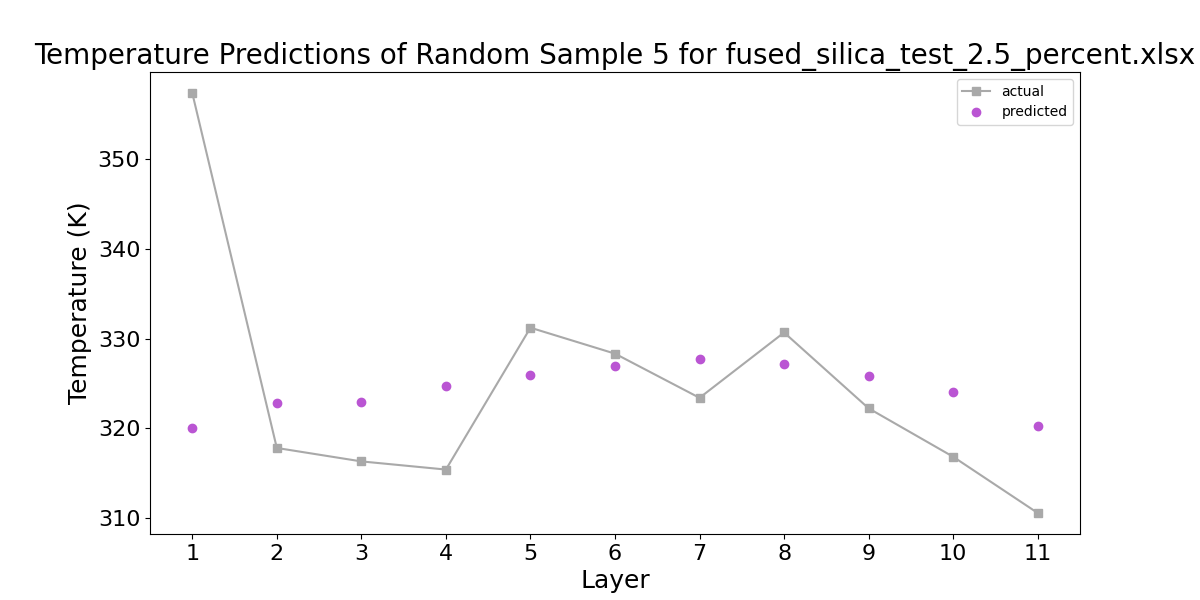 Temperature Predictions of Random Sample 5 for fused_silica_test_2.5_percent.xlsx
actual
predicted
350
340
330
320
310
Temperature (K)
1 2 3 4 5 6 7 8 9 10 11
Layer